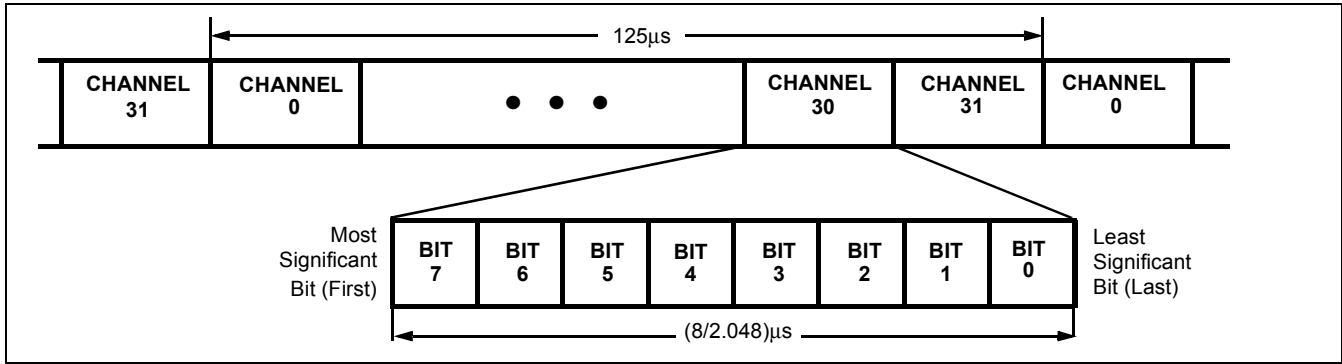 125μs
CHANNEL 31
CHANNEL 0
• • •
CHANNEL 30
CHANNEL 31
CHANNEL 0
Most
Significant
Bit (First)
BIT 7
BIT 6
BIT 5
BIT 4
BIT 3
BIT 2
BIT 1
BIT 0
Least
Significant
Bit (Last)
(8/2.048)μs